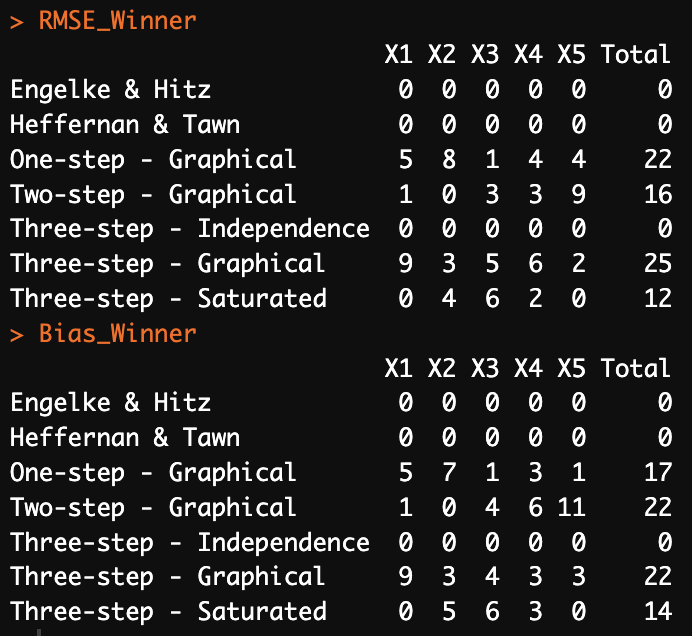 > RMSE_Winner
X1 X2 X3 X4 X5 Total
Engelke & Hitz 0 0 0 0 0 0
Heffernan & Tawn 0 0 0 0 0 0
One-step - Graphical 5 8 1 4 4 22
Two-step - Graphical 1 0 3 3 9 16
Three-step - Independence 0 0 0 0 0 0
Three-step - Graphical 9 3 5 6 2 25
Three-step - Saturated 0 4 6 2 0 12
> Bias_Winner
X1 X2 X3 X4 X5 Total
Engelke & Hitz 0 0 0 0 0 0
Heffernan & Tawn 0 0 0 0 0 0
One-step - Graphical 5 7 1 3 1 17
Two-step - Graphical 1 0 4 6 11 22
Three-step - Independence 0 0 0 0 0 0
Three-step - Graphical 9 3 4 3 3 22
Three-step - Saturated 0 5 6 3 0 14